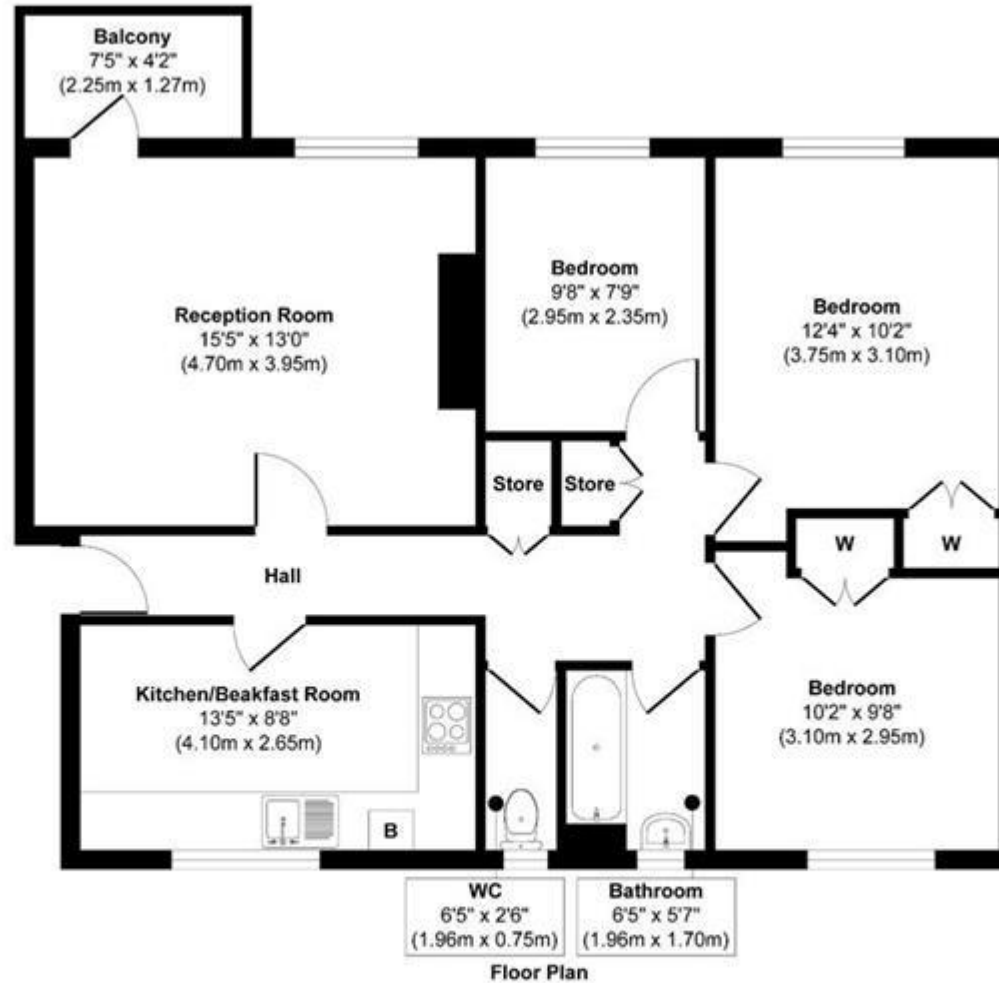 Balcony
7'5" x 4'2"
(2.25m x 1.27m)
Reception Room
15'5" x 13'0"
(4.70m x 3.95m)
Bedroom
9'8" x 7'9"
(2.95m x 2.35m)
Bedroom
12'4" x 10'2"
(3.75m x 3.10m)
Store
Store
W
W
Hall
Kitchen/Beakfast Room
13'5" x 8'8"
(4.10m x 2.65m)
B
Bedroom
10'2" x 9'8"
(3.10m x 2.95m)
WC
6'5" x 2'6"
(1.96m x 0.75m)
Bathroom
6'5" x 5'7"
(1.96m x 1.70m)
Floor Plan